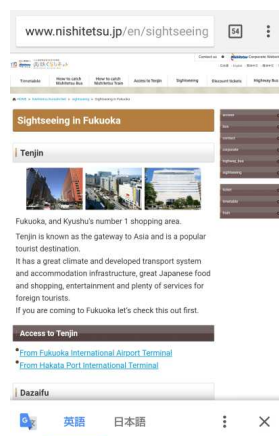 www.nishitetsu.jp/en/sightseeing
54
Timetable
How to catch Nishitetsu Bus
How to catch Nishitetsu Train
Access to Tenjin
Sightseeing
Discount tickets
Highway Bus
Sightseeing in Fukuoka
Tenjin
Fukuoka, and Kyushu's number 1 shopping area.
Tenjin is known as the gateway to Asia and is a popular
tourist destination.
It has a great climate and developed transport system
and accommodation infrastructure, great Japanese food
and shopping, entertainment and plenty of services for
foreign tourists.
If you are coming to Fukuoka let's check this out first.
Access to Tenjin
From Fukuoka International Airport Terminal
From Hakata Port International Terminal
Dazaifu
英語 日本語